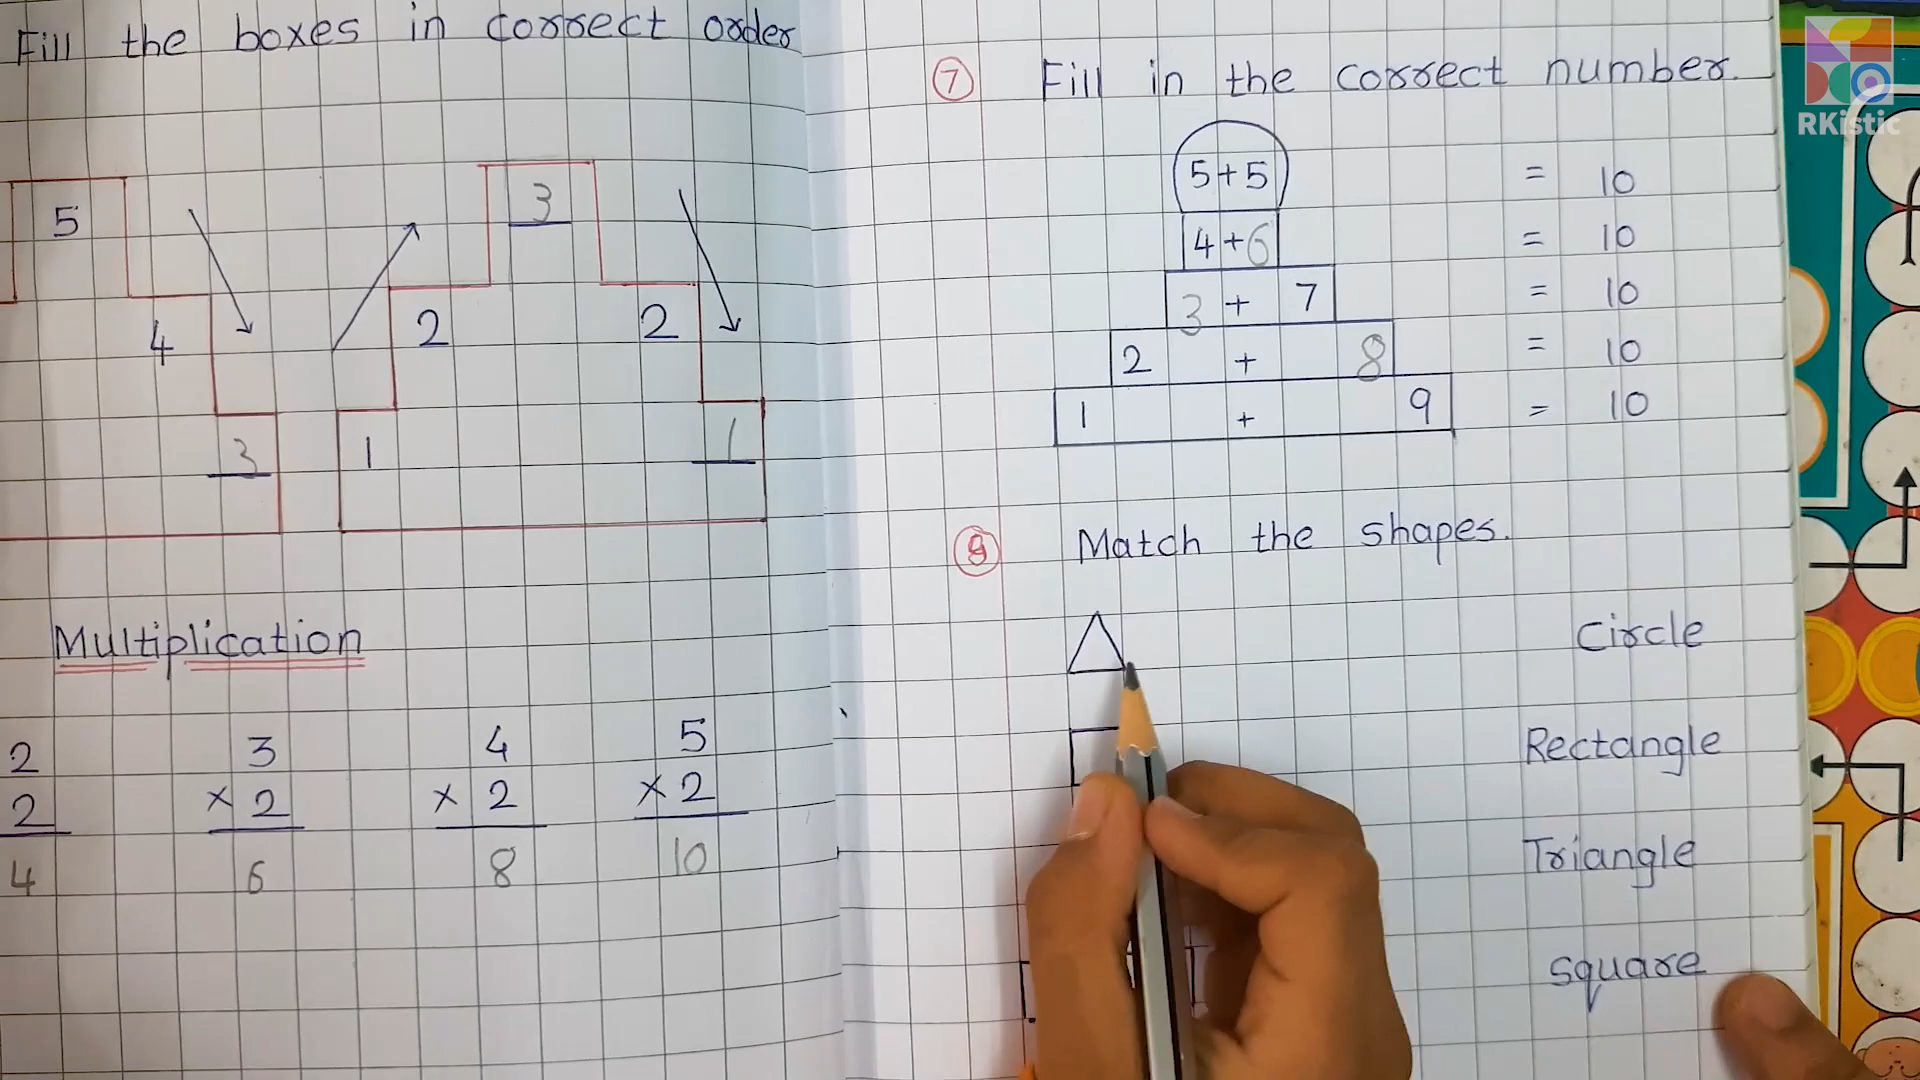 Fill the boxes in correct order
5
3
4
2
2
3
1
1
Multiplication
2 3 4 5
2 × 2 × 2 × 2
4 6 8 10
7 Fill in the correct number.
5+5 = 10
4+6 = 10
3 + 7 = 10
2 + 8 = 10
1 + 9 = 10
Match the shapes.
Circle
Rectangle
Triangle
square
RKistic